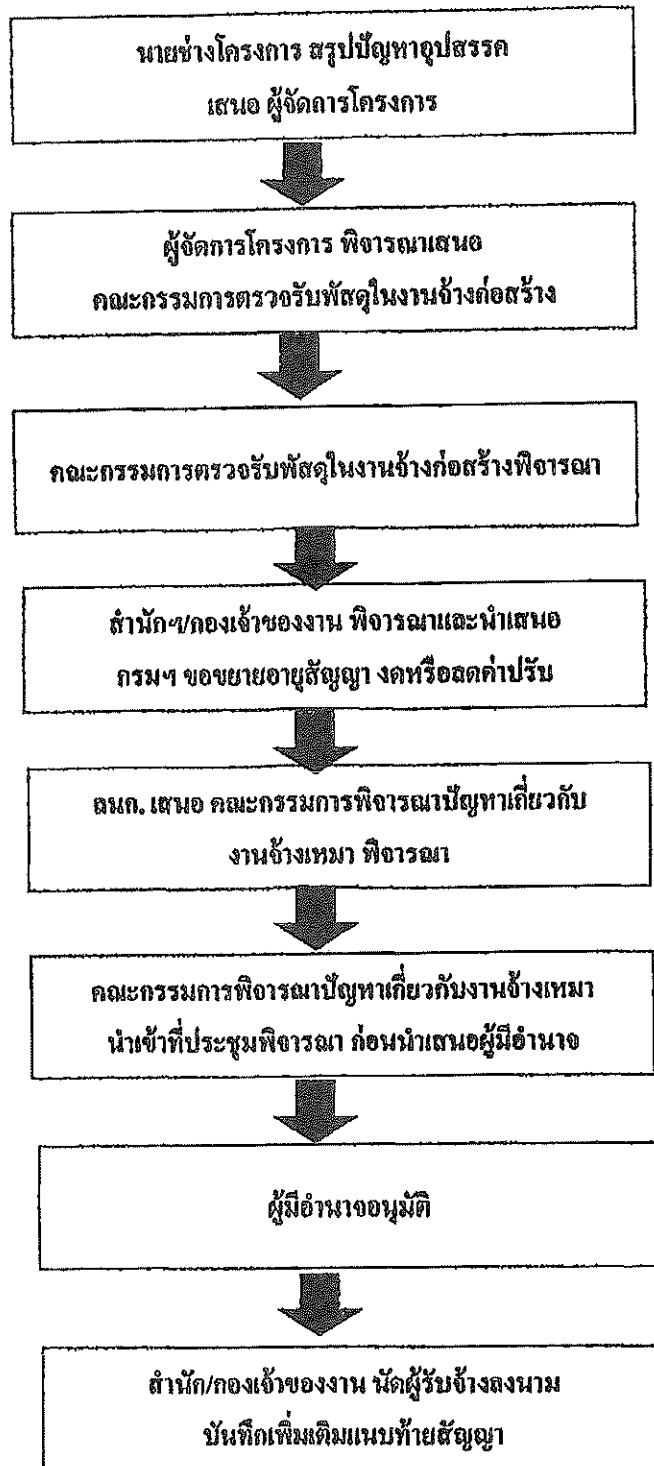 นายช่างโครงการ สรุปปัญหาอุปสรรค
เสนอ ผู้จัดการโครงการ
ผู้จัดการโครงการ พิจารณาเสนอ
คณะกรรมการตรวจรับพัสดุในงานจ้างก่อสร้าง
คณะกรรมการตรวจรับพัสดุในงานจ้างก่อสร้างพิจารณา
สำนักฯ/กองเจ้าของงาน พิจารณาและนำเสนอ
กรมฯ ขอขยายอายุสัญญา งดหรือลดค่าปรับ
ลนก. เสนอ คณะกรรมการพิจารณาปัญหาเกี่ยวกับ
งานจ้างเหมา พิจารณา
คณะกรรมการพิจารณาปัญหาเกี่ยวกับงานจ้างเหมา
นำเข้าที่ประชุมพิจารณา ก่อนนำเสนอผู้มีอำนาจ
ผู้มีอำนาจอนุมัติ
สำนัก/กองเจ้าของงาน นัดผู้รับจ้างลงนาม
บันทึกเพิ่มเติมแนบท้ายสัญญา